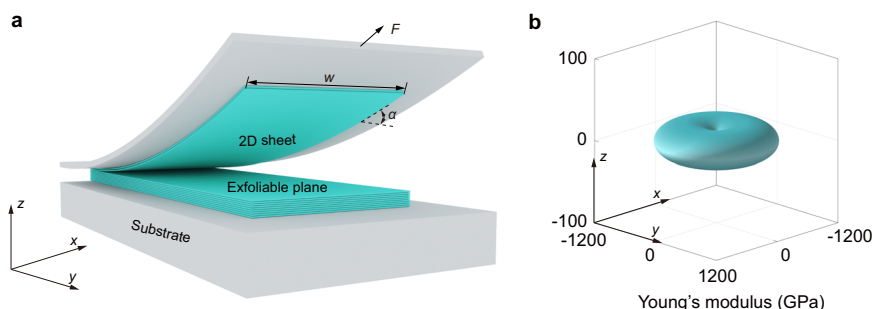 a
F
w
α
2D sheet
Exfoliable plane
Substrate
z
x
y
b
100
0
-100
z
x
y
-1200
0
1200
0
-1200
Young's modulus (GPa)